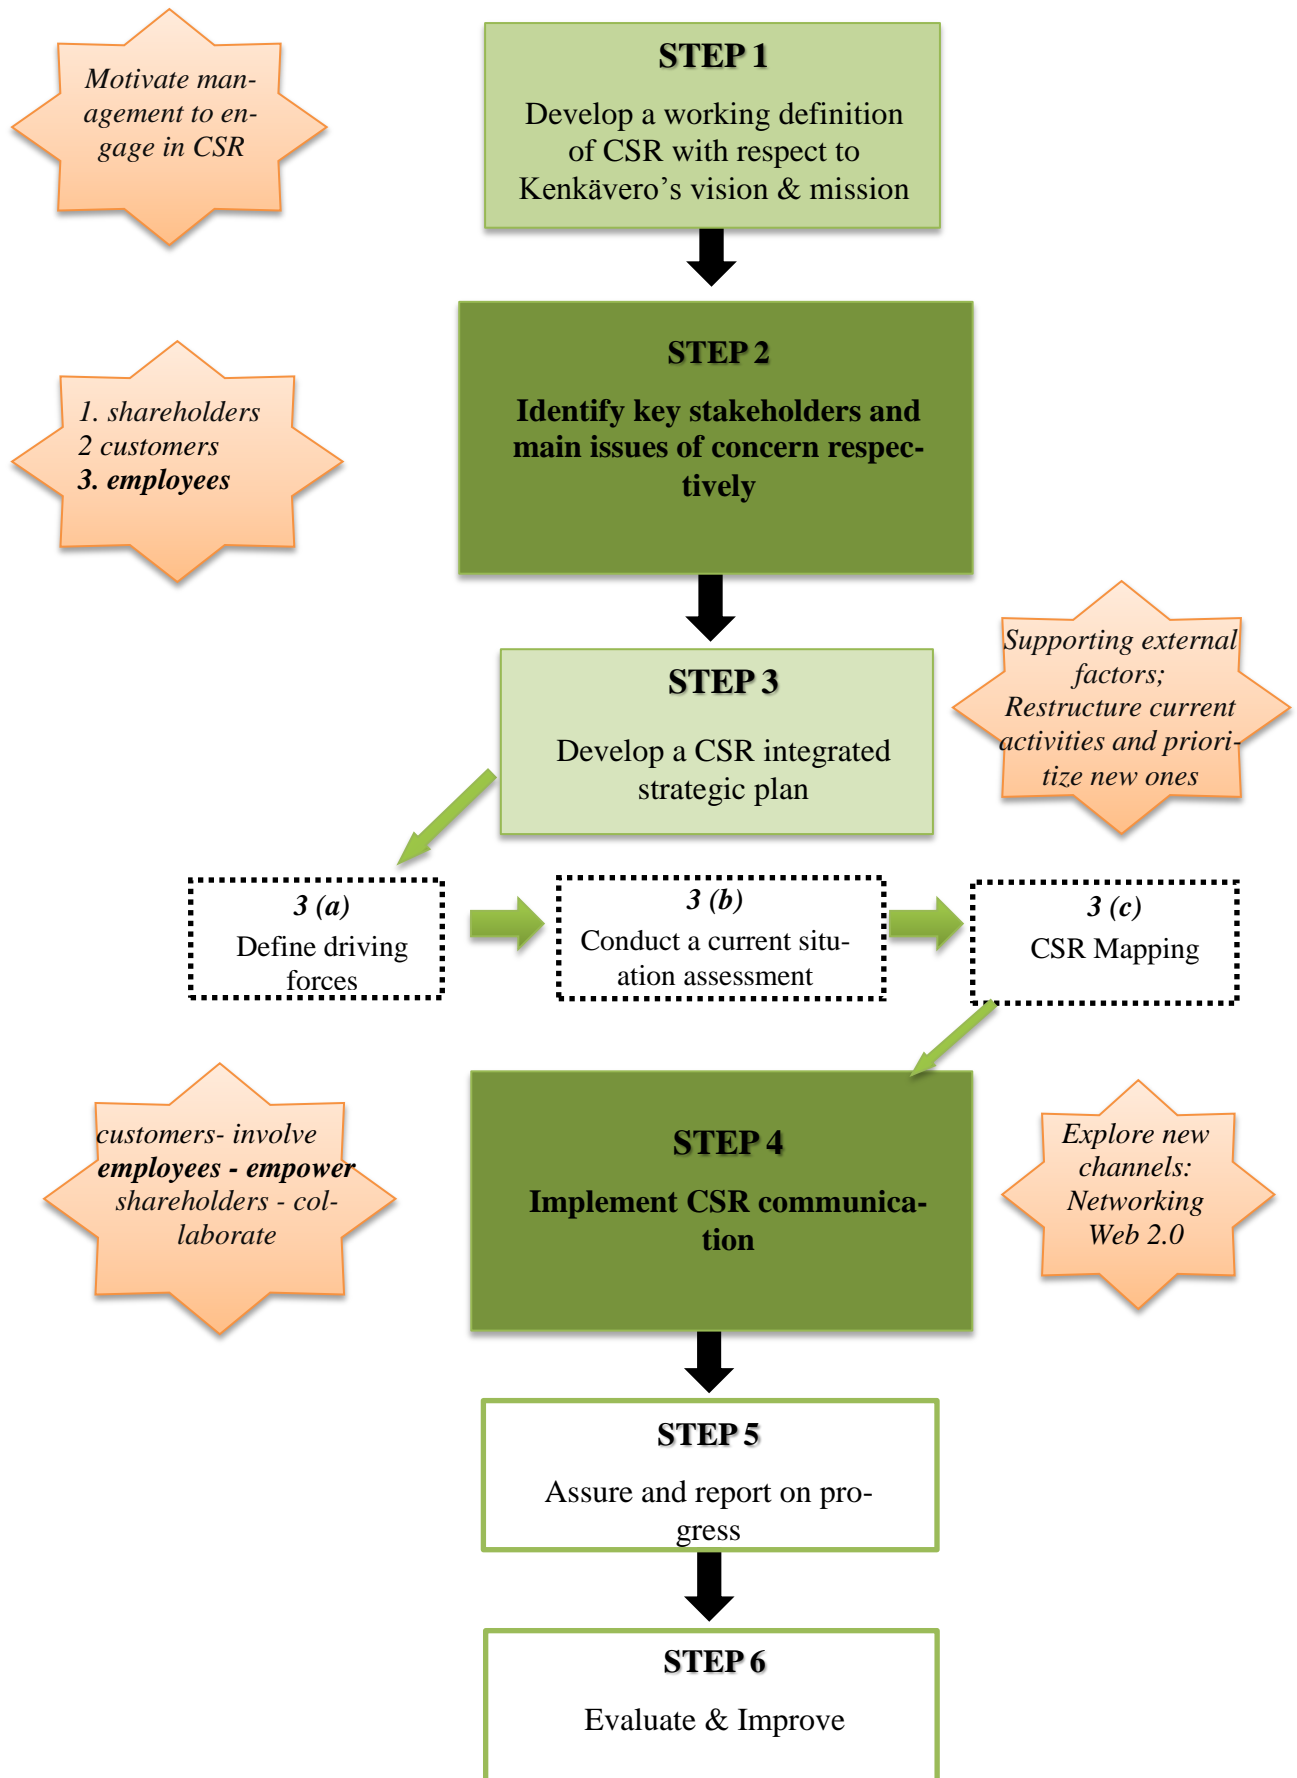 Motivate man-
agement to en-
gage in CSR
STEP 1
Develop a working definition
of CSR with respect to
Kenkävero’s vision & mission
1. shareholders
2 customers
3. employees
STEP 2
Identify key stakeholders and
main issues of concern respec-
tively
STEP 3
Develop a CSR integrated
strategic plan
Supporting external
factors;
Restructure current
activities and priori-
tize new ones
3 (a)
Define driving
forces
3 (b)
Conduct a current situ-
ation assessment
3 (c)
CSR Mapping
customers- involve
employees - empower
shareholders - col-
laborate
STEP 4
Implement CSR communica-
tion
Explore new
channels:
Networking
Web 2.0
STEP 5
Assure and report on pro-
gress
STEP 6
Evaluate & Improve